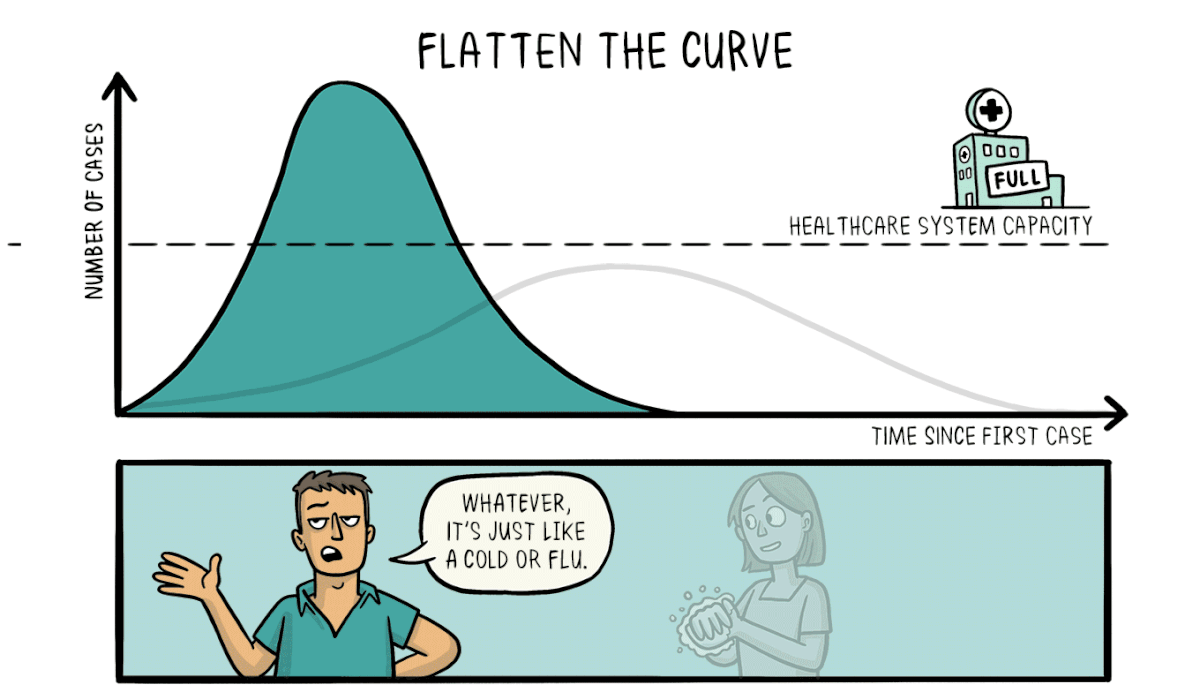 FLATTEN THE CURVE
NUMBER OF CASES
FULL
HEALTHCARE SYSTEM CAPACITY
TIME SINCE FIRST CASE
WHATEVER,
IT'S JUST LIKE
A COLD OR FLU.